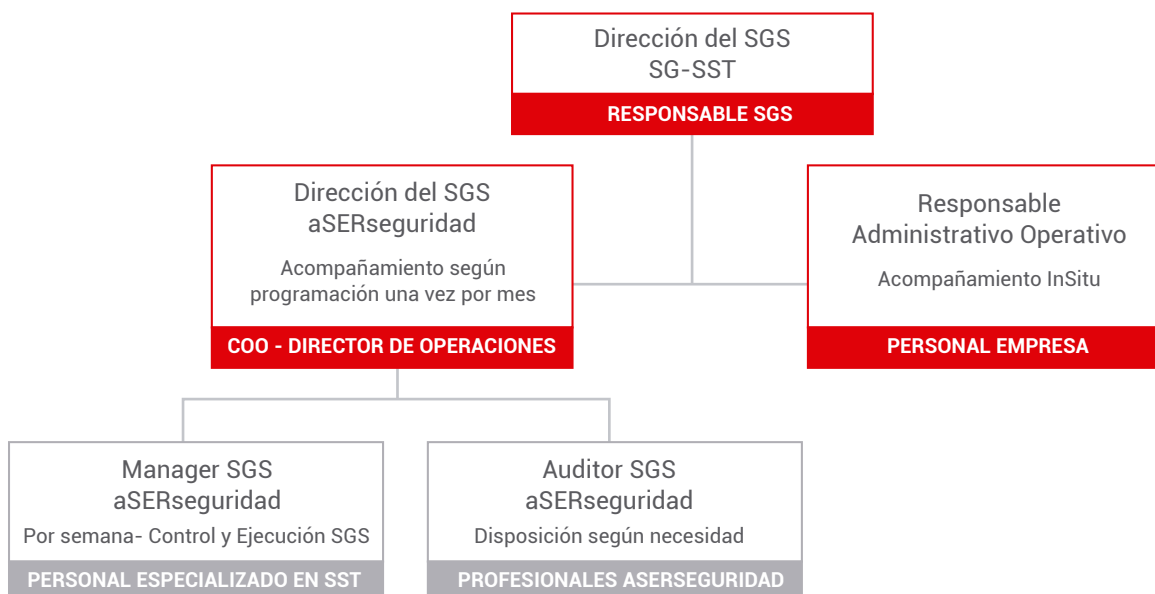 Dirección del SGS
SG-SST
RESPONSABLE SGS
Dirección del SGS
aSERseguridad
Acompañamiento según
programación una vez por mes
COO - DIRECTOR DE OPERACIONES
Responsable
Administrativo Operativo
Acompañamiento InSitu
PERSONAL EMPRESA
Manager SGS
aSERseguridad
Por semana- Control y Ejecución SGS
PERSONAL ESPECIALIZADO EN SST
Auditor SGS
aSERseguridad
Disposición según necesidad
PROFESIONALES ASERSEGURIDAD